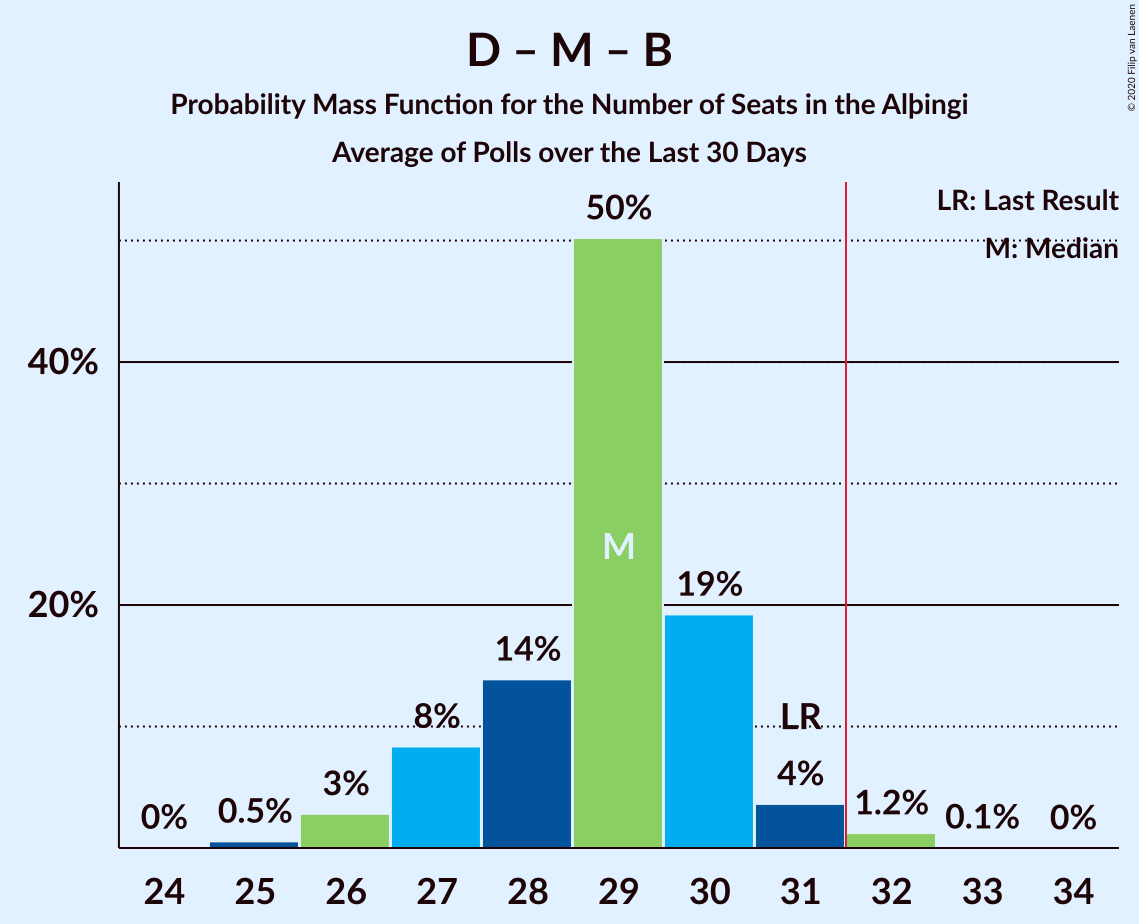 D – M – B
Probability Mass Function for the Number of Seats in the Alþingi
Average of Polls over the Last 30 Days
© 2020 Filip van Laenen
LR: Last Result
M: Median
50%
40%
M
19%
20%
14%
8%
LR
3%
4%
0%
0.5%
1.2%
0.1%
0%
24 25 26 27 28 29 30 31 32 33 34